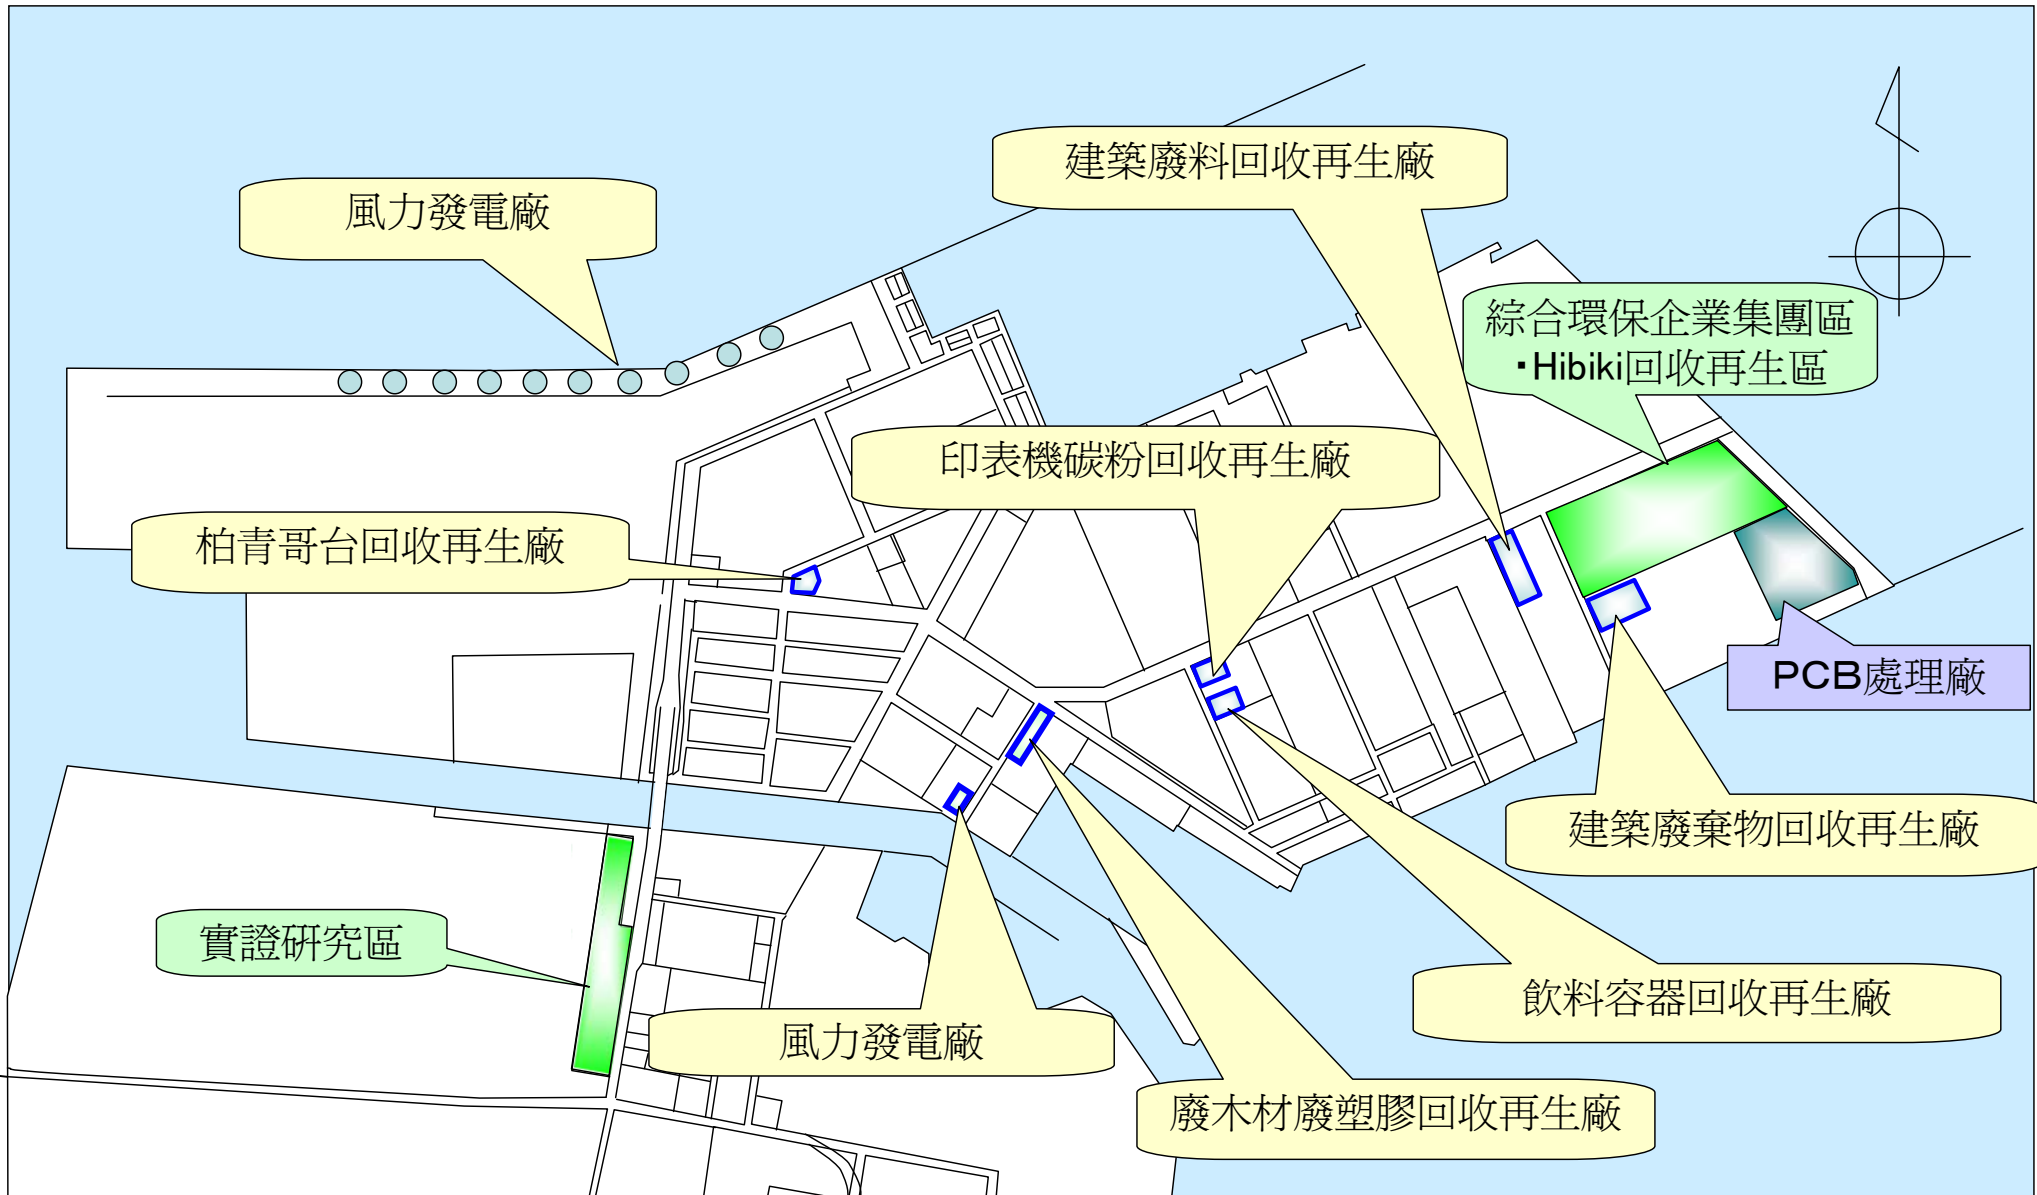 建築廢料回收再生廠
風力發電廠
綜合環保企業集團區
▪Hibiki回收再生區
印表機碳粉回收再生廠
柏青哥台回收再生廠
PCB處理廠
建築廢棄物回收再生廠
實證研究區
飲料容器回收再生廠
風力發電廠
廢木材廢塑膠回收再生廠